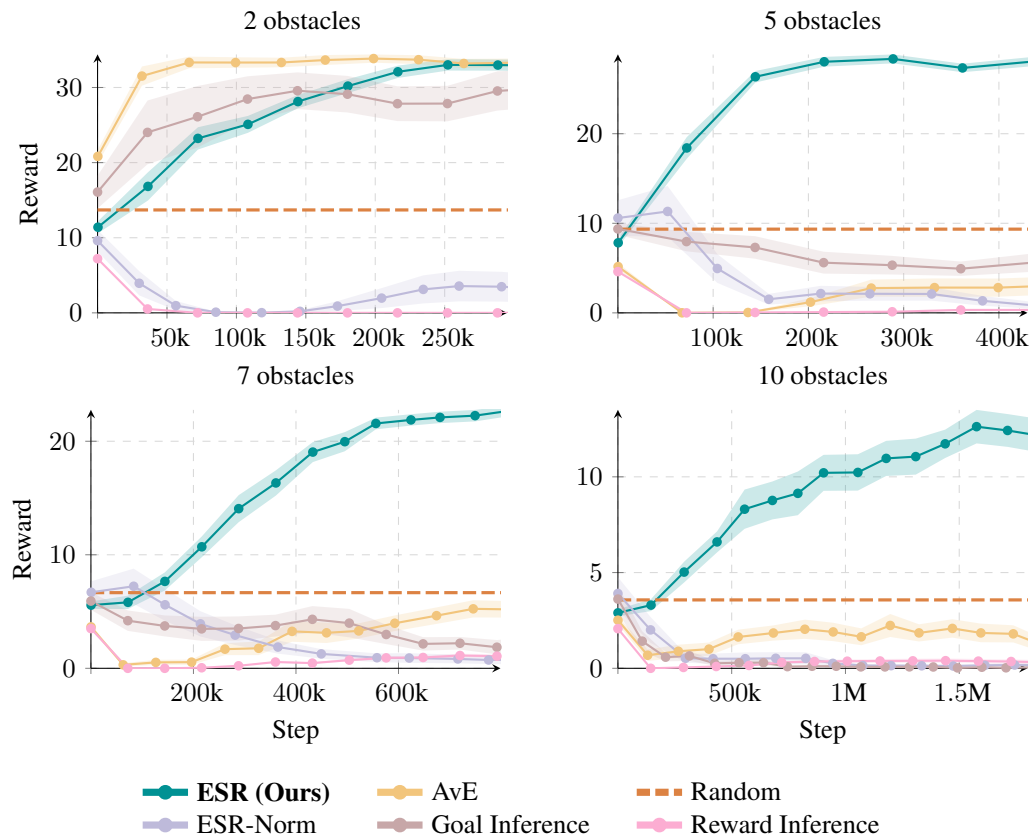 2 obstacles
5 obstacles
Reward
30
20
10
0
50k 100k 150k 200k 250k
20
10
0
100k 200k 300k 400k
7 obstacles
10 obstacles
Reward
20
10
0
200k 400k 600k
Step
10
5
0
500k 1M 1.5M
Step
ESR (Ours) AvE Random
ESR-Norm Goal Inference Reward Inference